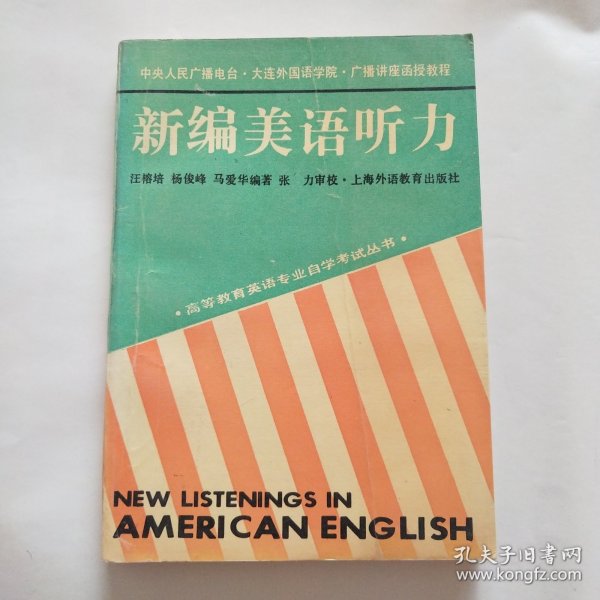 中央人民广播电台·大连外国语学院·广播讲座函授教程
新编美语听力
汪榕培 杨俊峰 马爱华编著 张 力审校·上海外语教育出版社
·高等教育英语专业自学考试丛书·
NEW LISTENINGS IN
AMERICAN ENGLISH
孔夫子旧书网
www.kongfz.com